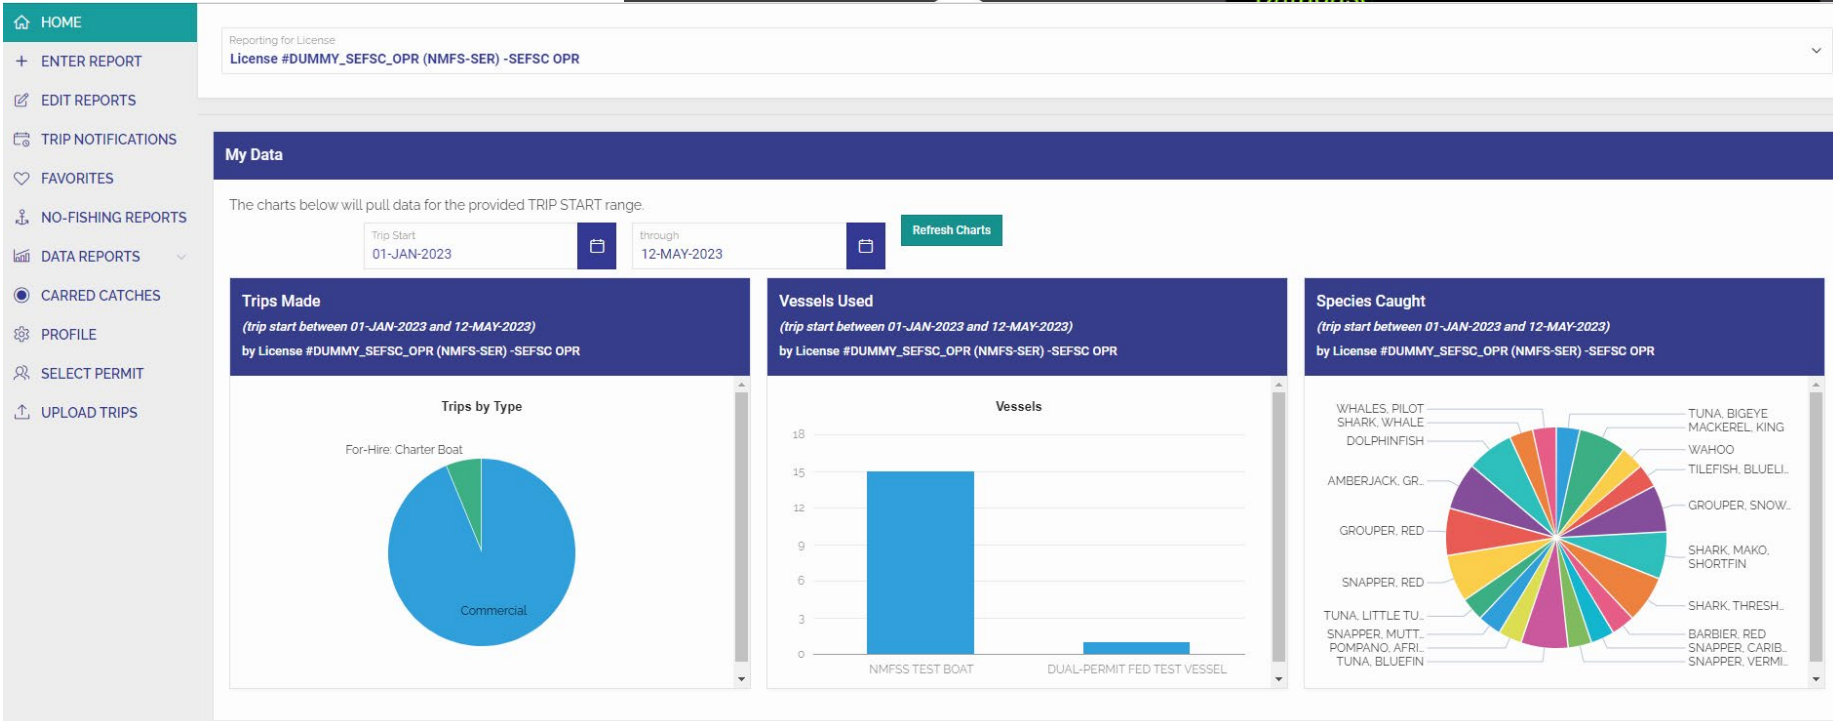 HOME
ENTER REPORT
EDIT REPORTS
TRIP NOTIFICATIONS
FAVORITES
NO-FISHING REPORTS
DATA REPORTS
CARRED CATCHES
PROFILE
SELECT PERMIT
UPLOAD TRIPS
Reporting for License
License #DUMMY_SEFSC_OPR (NMFS-SER) -SEFSC OPR
My Data
The charts below will pull data for the provided TRIP START range.
Trip Start
01-JAN-2023
through
12-MAY-2023
Refresh Charts
Trips Made
(trip start between 01-JAN-2023 and 12-MAY-2023)
by License #DUMMY_SEFSC_OPR (NMFS-SER) -SEFSC OPR
Trips by Type
For-Hire: Charter Boat
Commercial
Vessels Used
(trip start between 01-JAN-2023 and 12-MAY-2023)
by License #DUMMY_SEFSC_OPR (NMFS-SER) -SEFSC OPR
Vessels
18
15
12
9
6
3
0
NMFSS TEST BOAT
DUAL-PERMIT FED TEST VESSEL
Species Caught
(trip start between 01-JAN-2023 and 12-MAY-2023)
by License #DUMMY_SEFSC_OPR (NMFS-SER) -SEFSC OPR
WHALES, PILOT
SHARK, WHALE
DOLPHINFISH
AMBERJACK, GR...
GROUPER, RED
SNAPPER, RED
TUNA, LITTLE TU...
SNAPPER, MUTT...
POMPANO, AFRI...
TUNA, BLUEFIN
TUNA, BIGEYE
MACKEREL, KING
WAHOO
TILEFISH, BLUELI...
GROUPER, SNOW...
SHARK, MAKO,
SHORTFIN
SHARK, THRESH...
BARBIER, RED
SNAPPER, CARIB...
SNAPPER, VERMI...